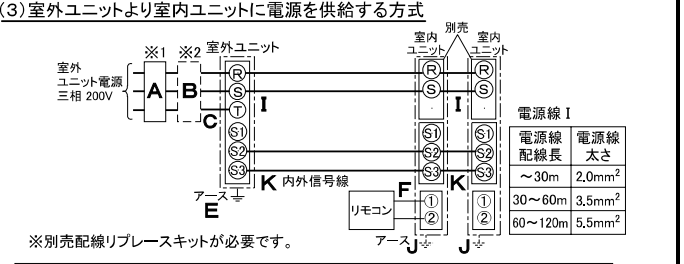 (3)室外ユニットより室内ユニットに電源を供給する方式
※1 ※2 室外ユニット
室内ユニット
別売
室内ユニット
室外
ユニット電源
三相 200V
A
B
C
R
S
T
S1
S2
S3
I
R
S
S1
S2
S3
I
R
S
S1
S2
S3
K 内外信号線
F
K
アース
E
リモコン
①
②
①
②
アース J
J
※別売配線リプレースキットが必要です。
電源線 I
電源線配線長 電源線太さ
～30m 2.0mm²
30～60m 3.5mm²
60～120m 5.5mm²